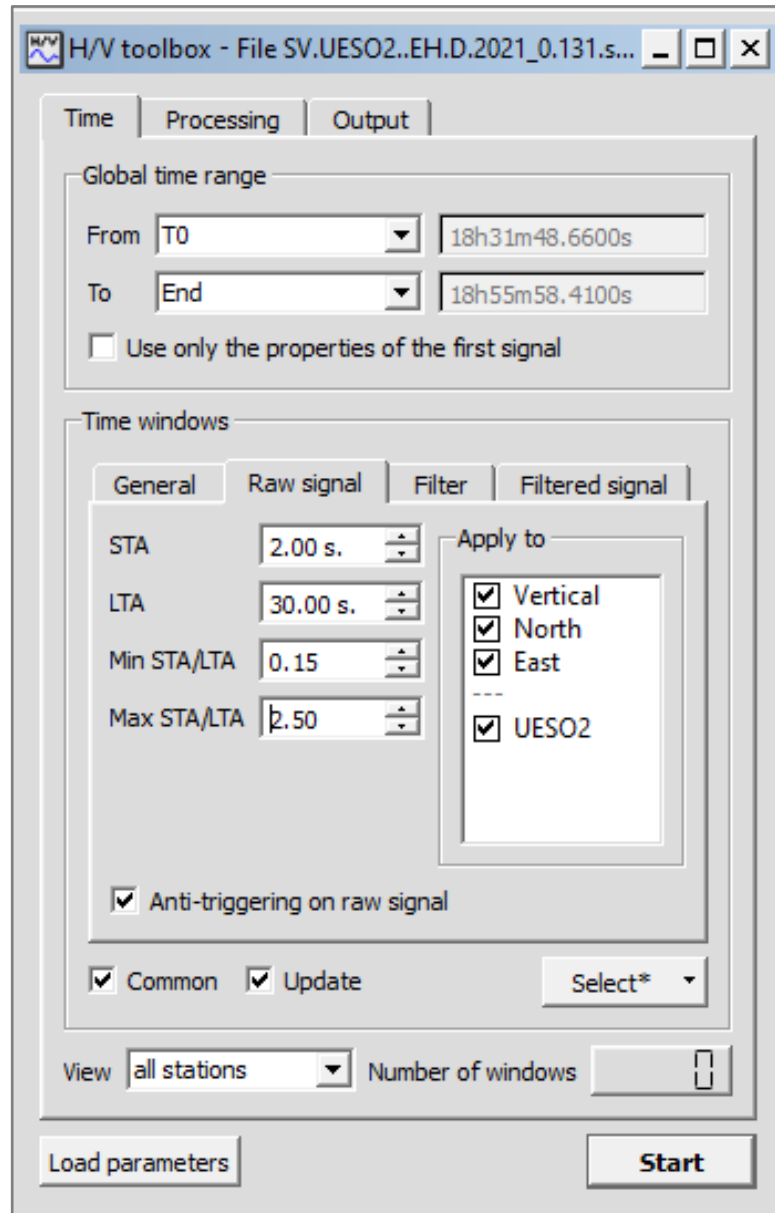 H/V toolbox - File SV.UESO2..EH.D.2021_0.131.s...
Time Processing Output
Global time range
From T0 18h31m48.6600s
To End 18h55m58.4100s
Use only the properties of the first signal
Time windows
General Raw signal Filter Filtered signal
STA 2.00 s. Apply to
LTA 30.00 s. Vertical
North
Min STA/LTA 0.15 East
---
Max STA/LTA 2.50 UESO2
Anti-triggering on raw signal
Common Update Select*
View all stations Number of windows 0
Load parameters Start